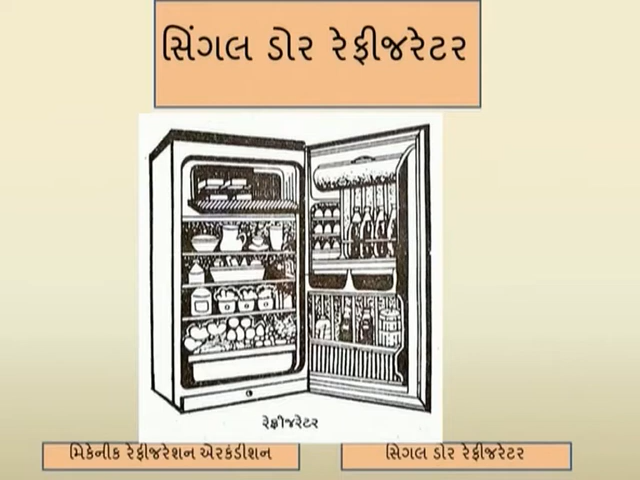 સિંગલ ડોર રેફ્રીજરેટર
રેફ્રીજરેટર
મિકેનીક રેફ્રીજરેશન એરકંડીશન
સિગલ ડોર રેફ્રીજરેટર